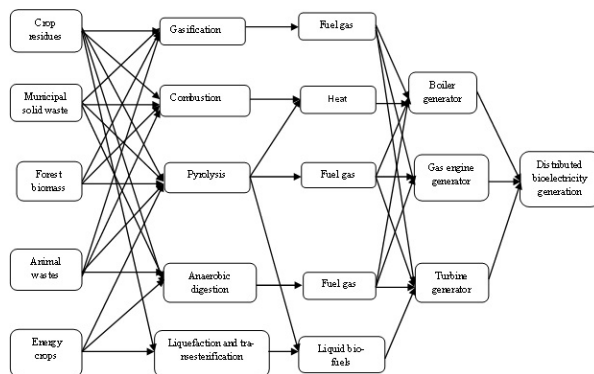 Crop
residues
Municipal
solid waste
Forest
biomass
Animal
wastes
Energy
crops
Gasification
Combustion
Pyrolysis
Anaerobic
digestion
Liquefaction and tra-
nsesterification
Fuel gas
Heat
Fuel gas
Fuel gas
Liquid bio-
fuels
Boiler
generator
Gas engine
generator
Turbine
generator
Distributed
bioelectricity
generation